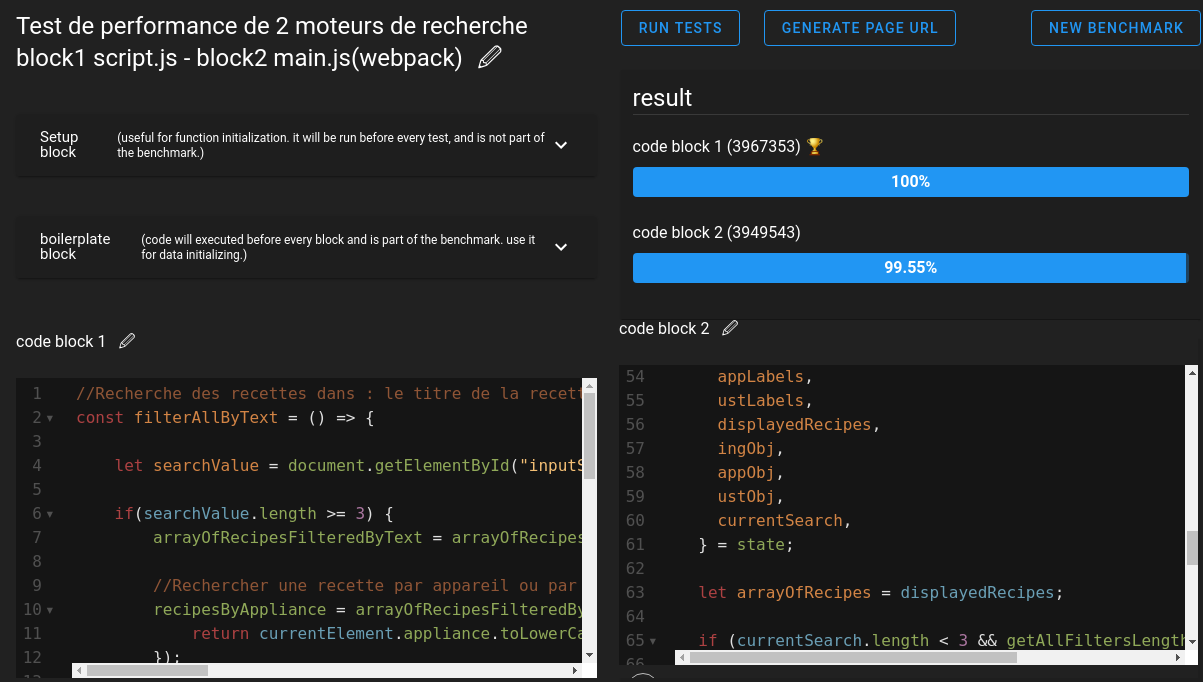 Test de performance de 2 moteurs de recherche
block1 script.js - block2 main.js(webpack)
RUN TESTS
GENERATE PAGE URL
NEW BENCHMARK
Setup
block
(useful for function initialization. it will be run before every test, and is not part of
the benchmark.)
boilerplate
block
(code will executed before every block and is part of the benchmark. use it
for data initializing.)
result
code block 1 (3967353)
100%
code block 2 (3949543)
99.55%
code block 1
1 //Recherche des recettes dans : le titre de la recett
2 const filterAllByText = () => {
3
4 let searchValue = document.getElementById("inputS
5
6 if(searchValue.length >= 3) {
7 arrayOfRecipesFilteredByText = arrayOfRecipes
8
9 //Rechercher une recette par appareil ou par
10 recipesByAppliance = arrayOfRecipesFilteredBy
11 return currentElement.appliance.toLowerCa
12 });
13
code block 2
54 appLabels,
55 ustLabels,
56 displayedRecipes,
57 ingObj,
58 appObj,
59 ustObj,
60 currentSearch,
61 } = state;
62
63 let arrayOfRecipes = displayedRecipes;
64
65 if (currentSearch.length < 3 && getAllFiltersLength
66